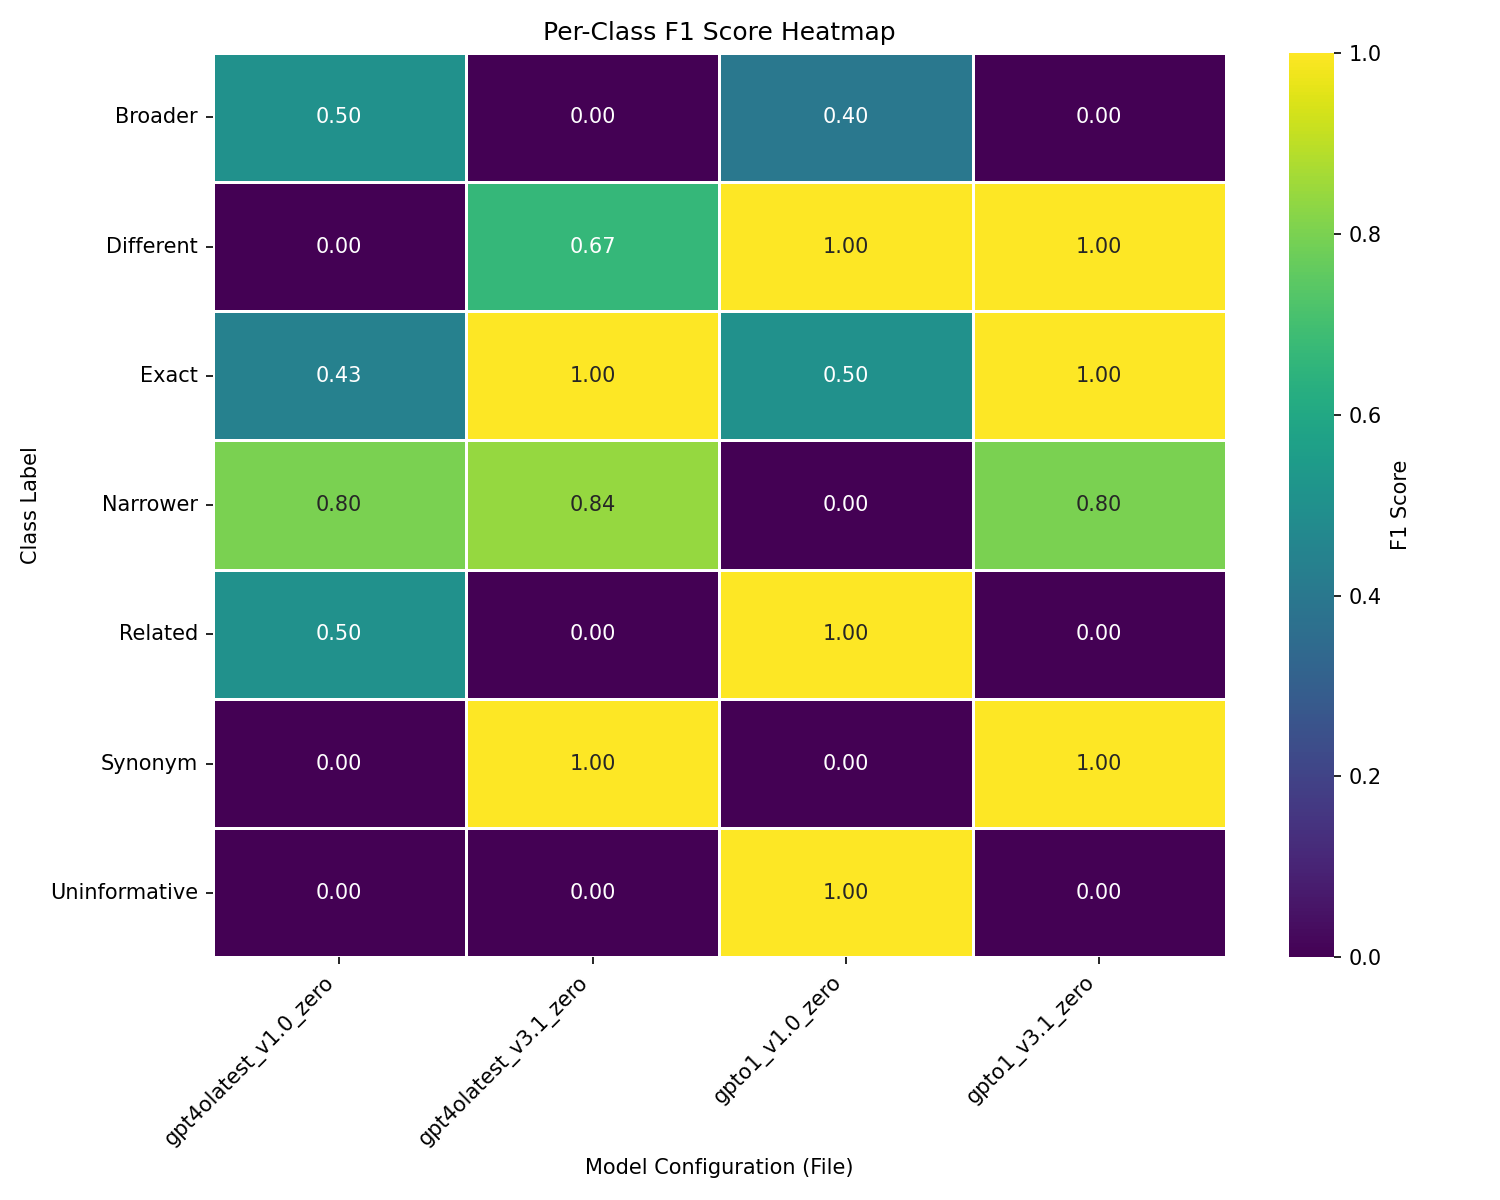 Per-Class F1 Score Heatmap
Broader 0.50 0.00 0.40 0.00
Different 0.00 0.67 1.00 1.00
Exact 0.43 1.00 0.50 1.00
Narrower 0.80 0.84 0.00 0.80
Related 0.50 0.00 1.00 0.00
Synonym 0.00 1.00 0.00 1.00
Uninformative 0.00 0.00 1.00 0.00
Class Label
gpt4olatest_v1.0_zero
gpt4olatest_v3.1_zero
gpto1_v1.0_zero
gpto1_v3.1_zero
Model Configuration (File)
1.0
0.8
0.6
0.4
0.2
0.0
F1 Score